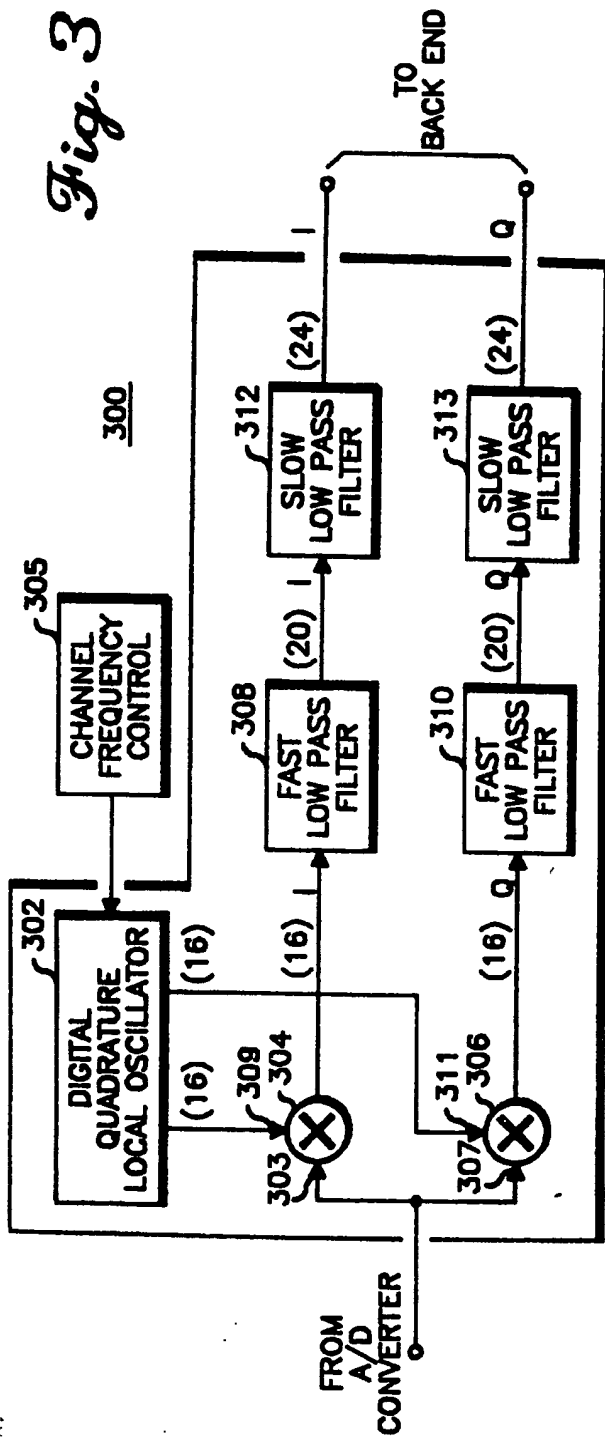 Fig. 3
300
305
CHANNEL
FREQUENCY
CONTROL
302
DIGITAL
QUADRATURE
LOCAL OSCILLATOR
(16)
(16)
309
304
303
311
306
307
FROM
A/D
CONVERTER
(16)
I
308
FAST
LOW PASS
FILTER
(20)
I
312
SLOW
LOW PASS
FILTER
(24)
I
(16)
Q
310
FAST
LOW PASS
FILTER
(20)
Q
313
SLOW
LOW PASS
FILTER
(24)
Q
TO
BACK END